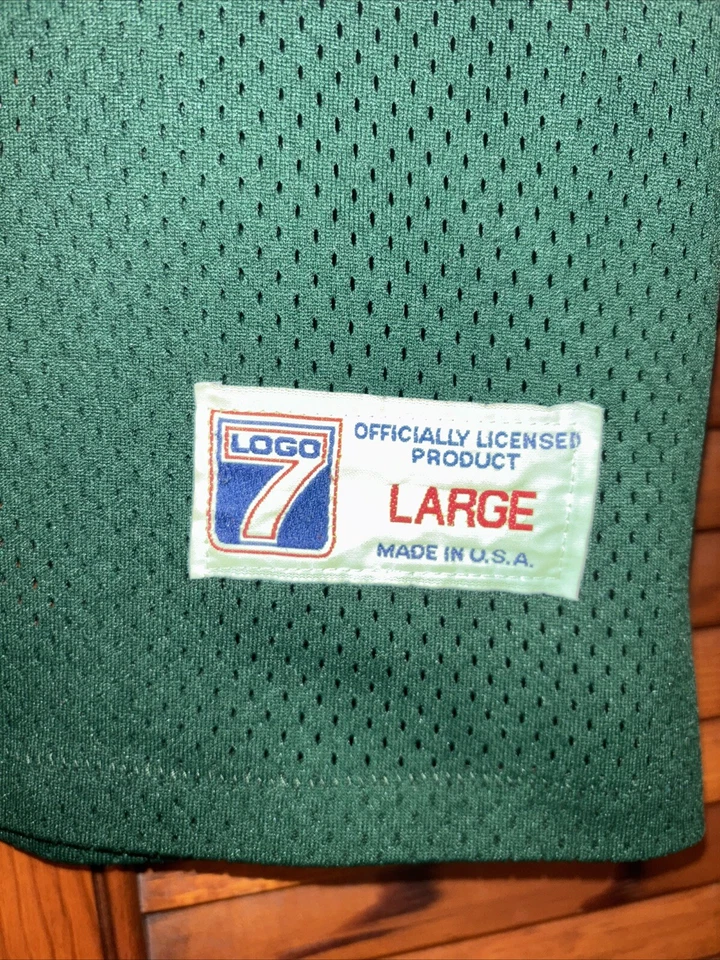 LOGO
7
OFFICIALLY LICENSED
PRODUCT
LARGE
MADE IN U.S.A.